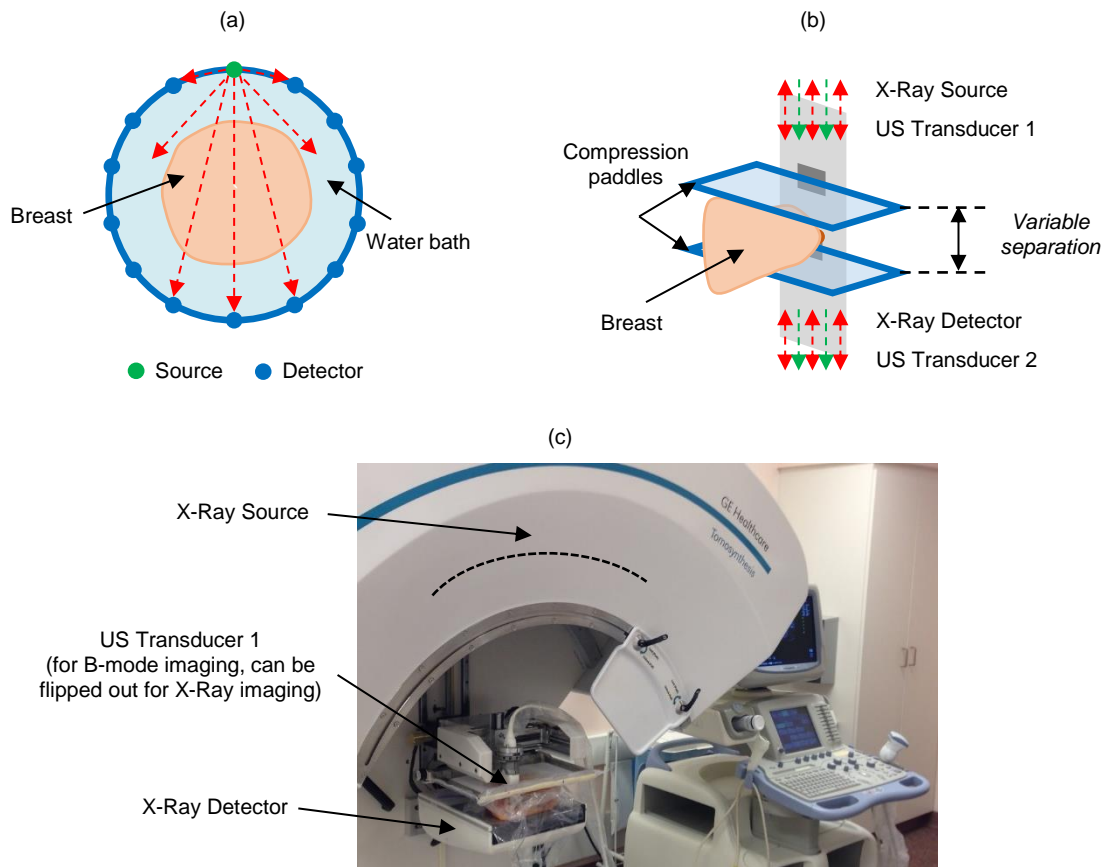 (a)
Breast
Water bath
Source
Detector
(b)
X-Ray Source
US Transducer 1
Compression
paddles
Variable
separation
Breast
X-Ray Detector
US Transducer 2
(c)
X-Ray Source
GE Healthcare
Tomosynthesis
US Transducer 1
(for B-mode imaging, can be
flipped out for X-Ray imaging)
X-Ray Detector